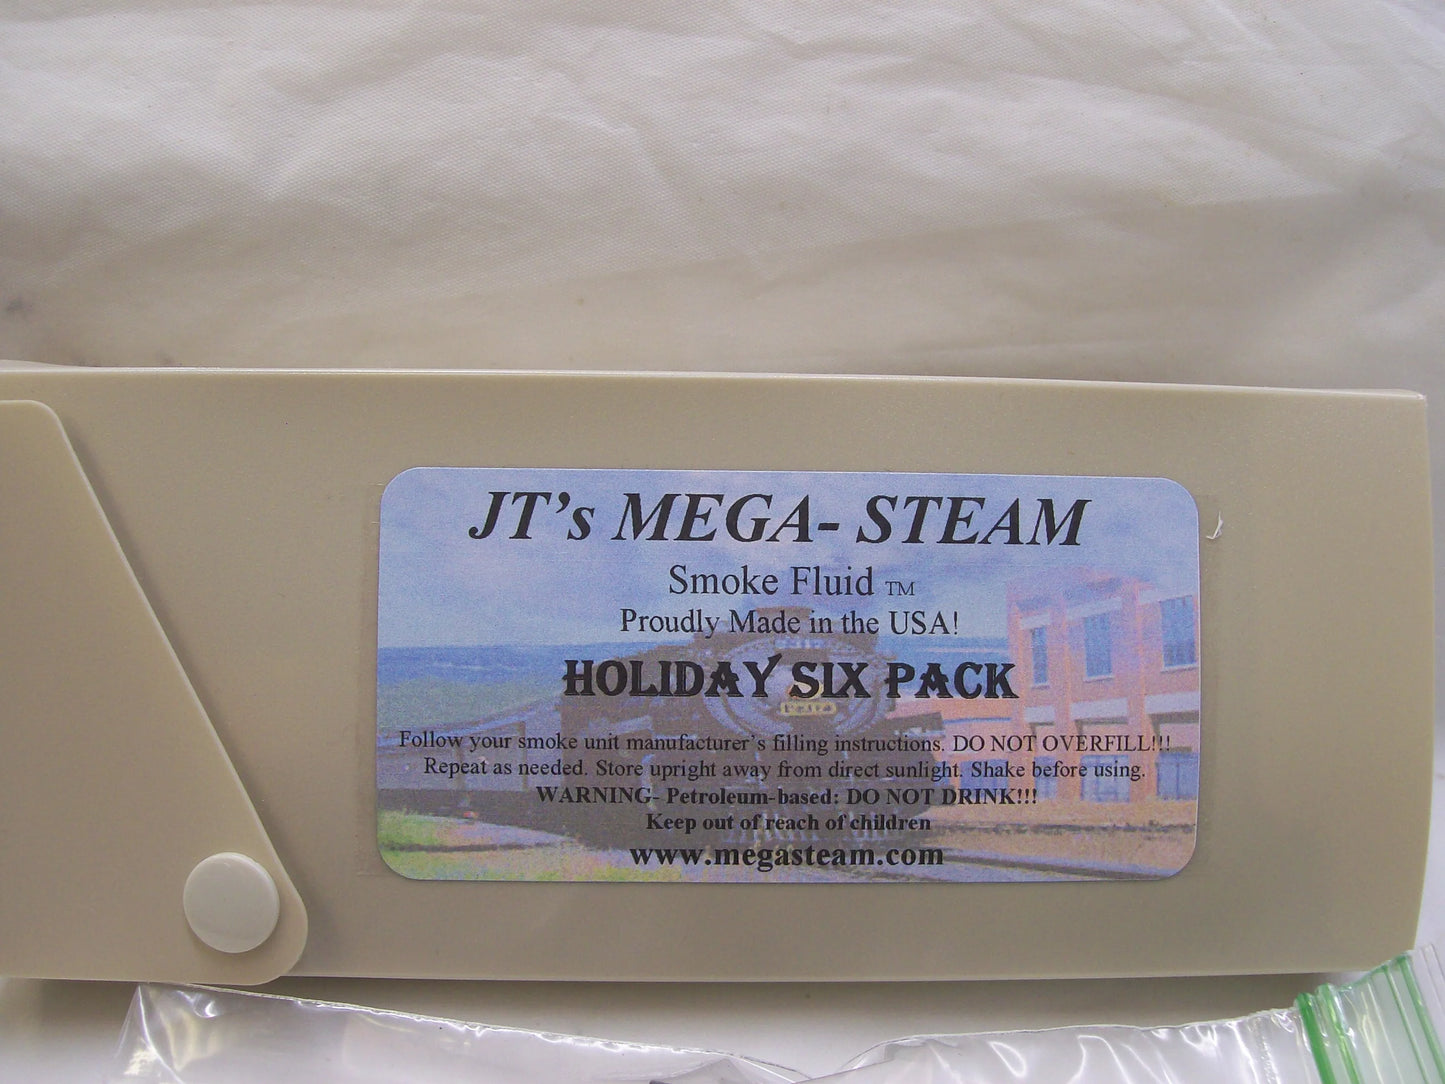 JT's MEGA- STEAM
Smoke Fluid TM
Proudly Made in the USA!
HOLIDAY SIX PACK
Follow your smoke unit manufacturer's filling instructions. DO NOT OVERFILL!!!
Repeat as needed. Store upright away from direct sunlight. Shake before using.
WARNING- Petroleum-based: DO NOT DRINK!!!
Keep out of reach of children
www.megasteam.com